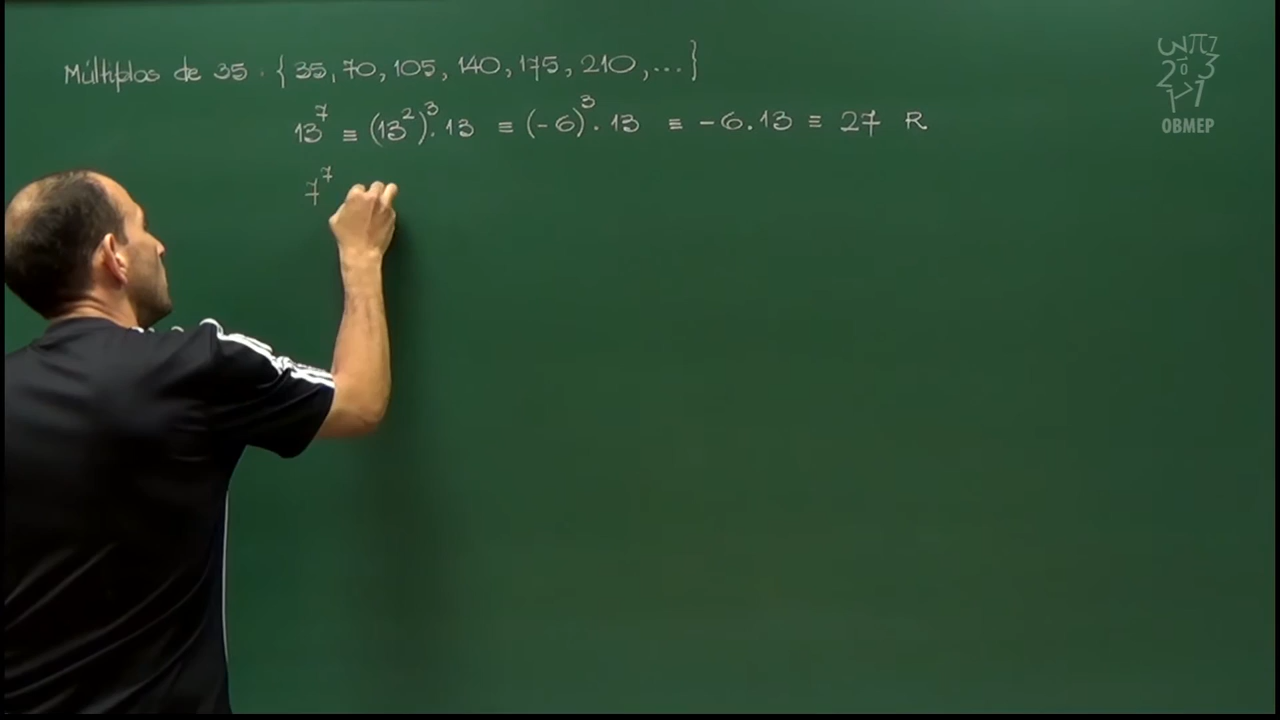 Múltiplos de 35 : { 35, 70, 105, 140, 175, 210, ... }
13⁷ ≡ (13²)³ . 13 ≡ (-6)³ . 13 ≡ -6 . 13 ≡ 27 R
7⁷
OBMEP